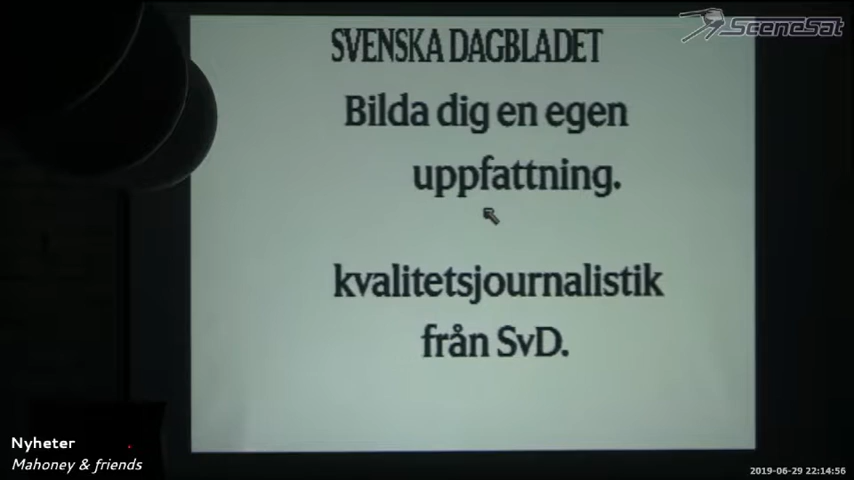 SceneSat
SVENSKA DAGBLADET
Bilda dig en egen
uppfattning.
kvalitetsjournalistik
från SvD.
Nyheter
Mahoney & friends
2019-06-29 22:14:56